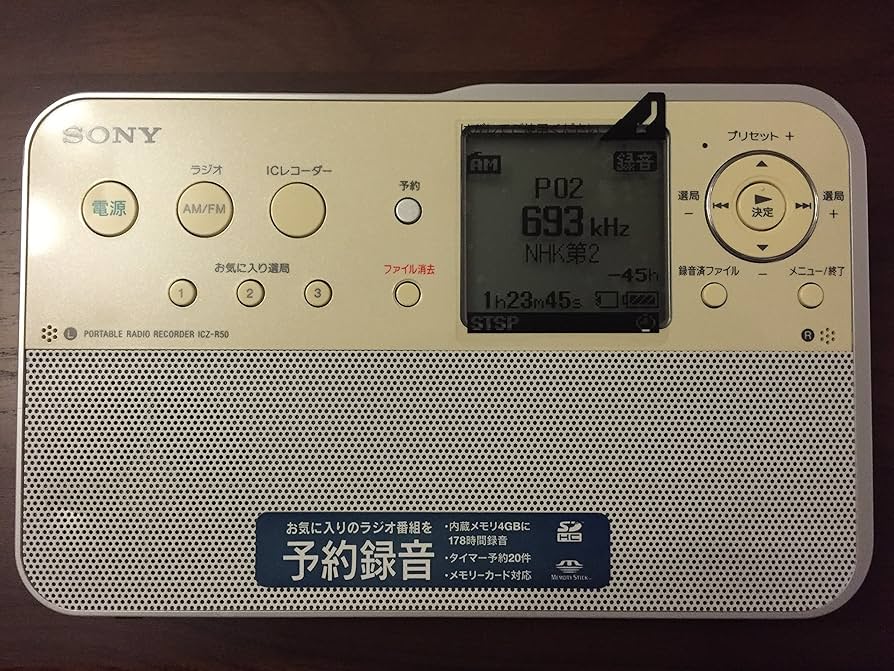 SONY
電源
ラジオ
AM/FM
ICレコーダー
予約
お気に入り選局
1
2
3
ファイル消去
L PORTABLE RADIO RECORDER ICZ-R50
AM
録音
P02
693 kHz
NHK第2
-45h
1h23m45s
STSP
プリセット +
選局
-
決定
選局
+
録音済ファイル
-
メニュー/終了
R
お気に入りのラジオ番組を
予約録音
・内蔵メモリ4GBに
178時間録音
・タイマー予約20件
・メモリーカード対応
SD
HC
MEMORY STICK™